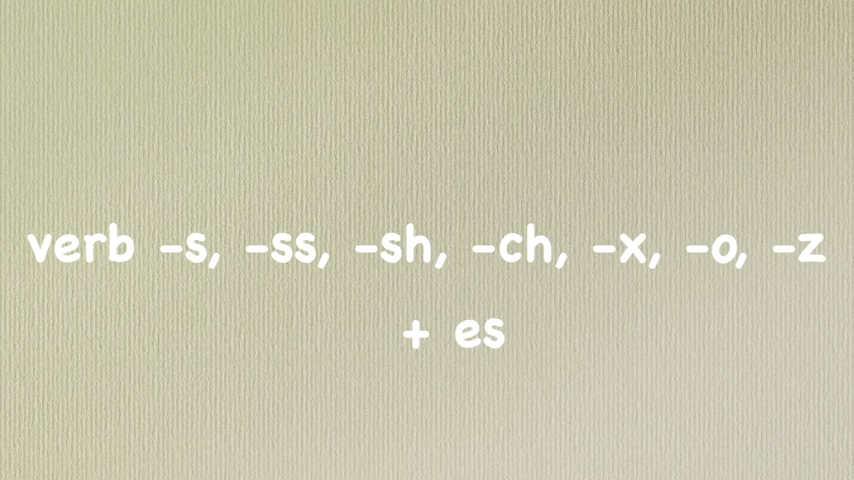 verb -s, -ss, -sh, -ch, -x, -o, -z
+ es